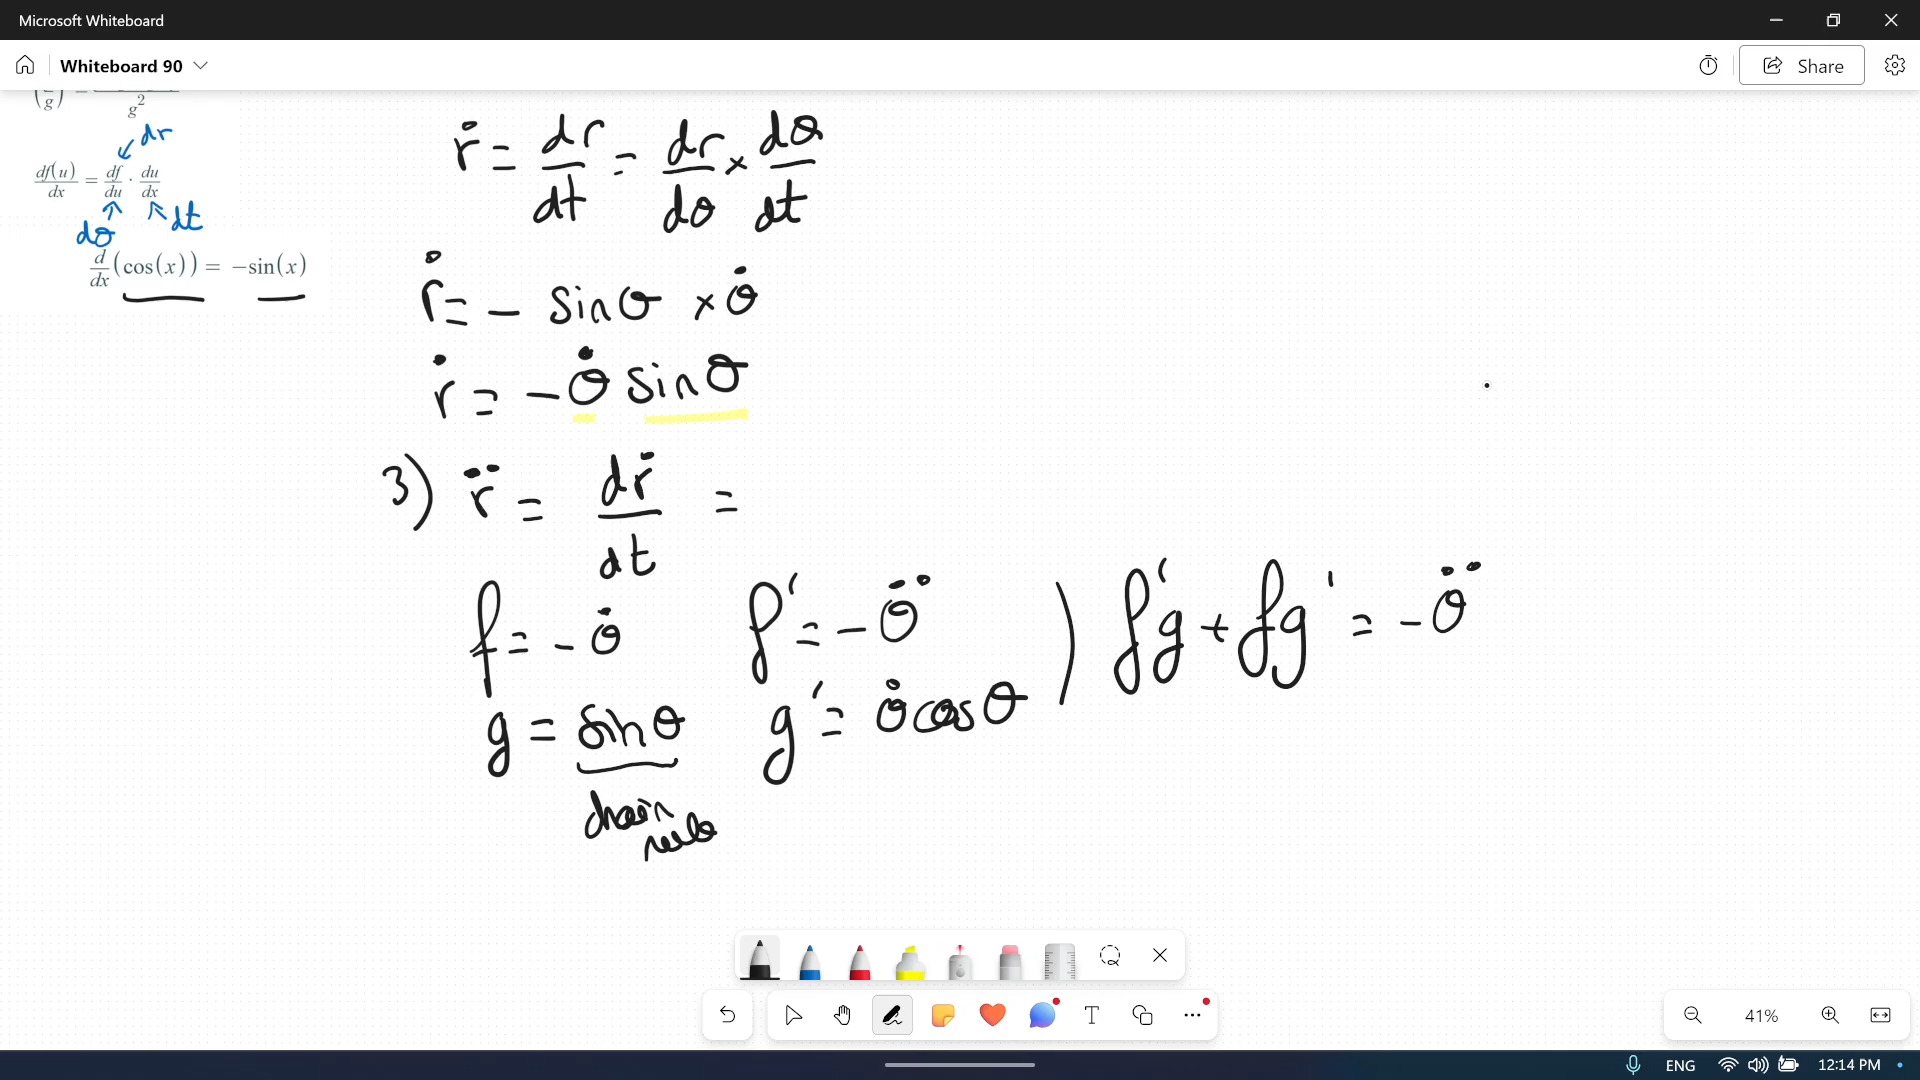 Microsoft Whiteboard
Whiteboard 90
Share
(f/g)' = g²
dr
df(u)/dx = df/du · du/dx
dθ dt
d/dx (cos(x)) = −sin(x)
ṙ = dr/dt = dr/dθ × dθ/dt
ṙ = − sinθ × θ̇
ṙ = − θ̇ sinθ
3) r̈ = dṙ/dt =
f = − θ̇ f' = − θ̈ ) f'g + fg' = − θ̈
g = sinθ g' = θ̇ cosθ
chain
rule
41%
ENG
12:14 PM